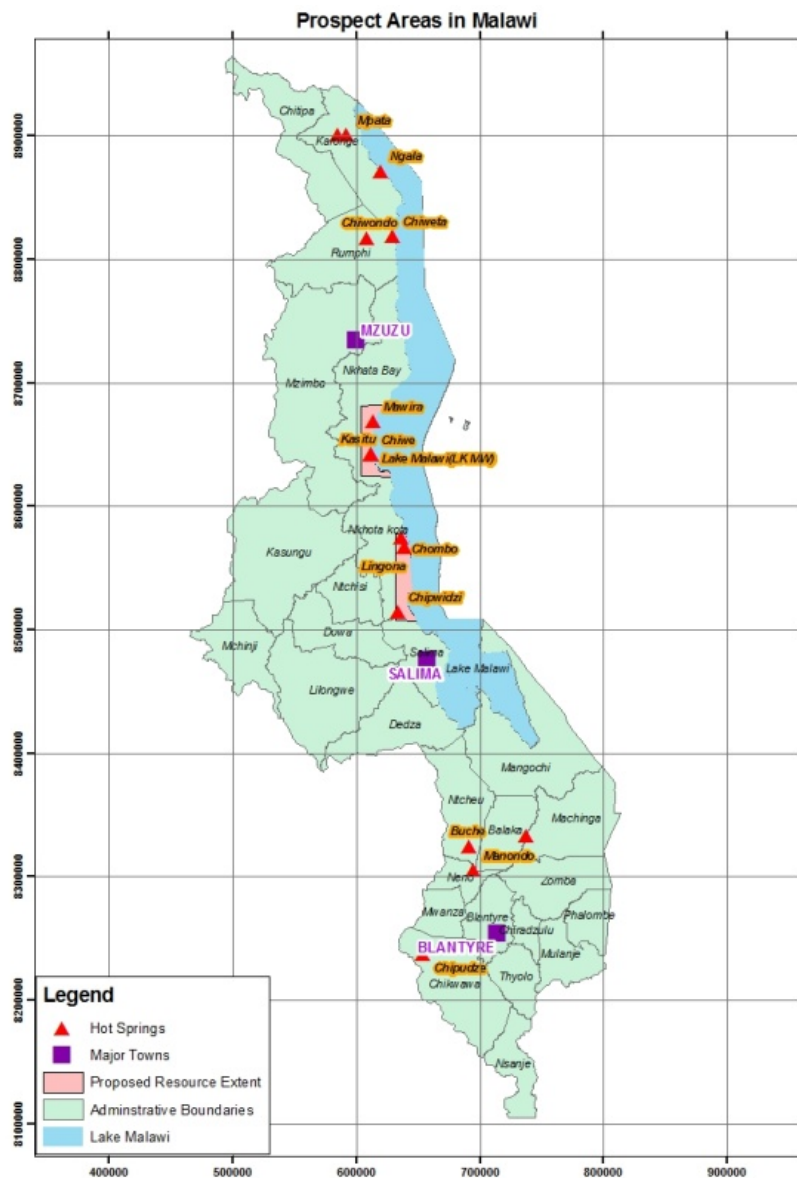 Prospect Areas in Malawi
Chitipa
Mpata
Karonga
Ngala
Chiwondo
Chiweta
Rumphi
MZUZU
Nkhata Bay
Mzimba
Mawira
Kasitu
Chiwe
Lake Malawi(LKMW)
Nkhota kota
Kasungu
Chombo
Lingona
Ntchisi
Chipwidzi
Dowa
Mchinji
Salima
Lake Malawi
SALIMA
Lilongwe
Dedza
Mangochi
Ntcheu
Machinga
Balaka
Manondo
Neno
Zomba
Mwanza
Blantyre
Phalombe
Chiradzulu
BLANTYRE
Mulanje
Chipudze
Thyolo
Chikwawa
Nsanje
Legend
Hot Springs
Major Towns
Proposed Resource Extent
Adminstrative Boundaries
Lake Malawi
8900000
8800000
8700000
8600000
8500000
8400000
8300000
8200000
8100000
400000
500000
600000
700000
800000
900000